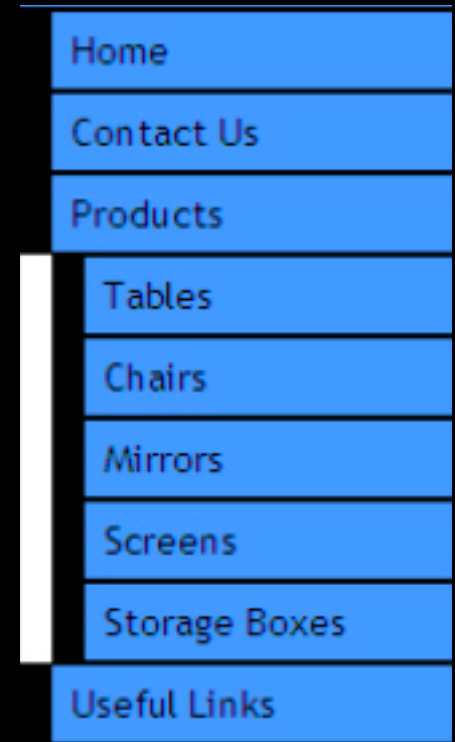 Home
Contact Us
Products
Tables
Chairs
Mirrors
Screens
Storage Boxes
Useful Links